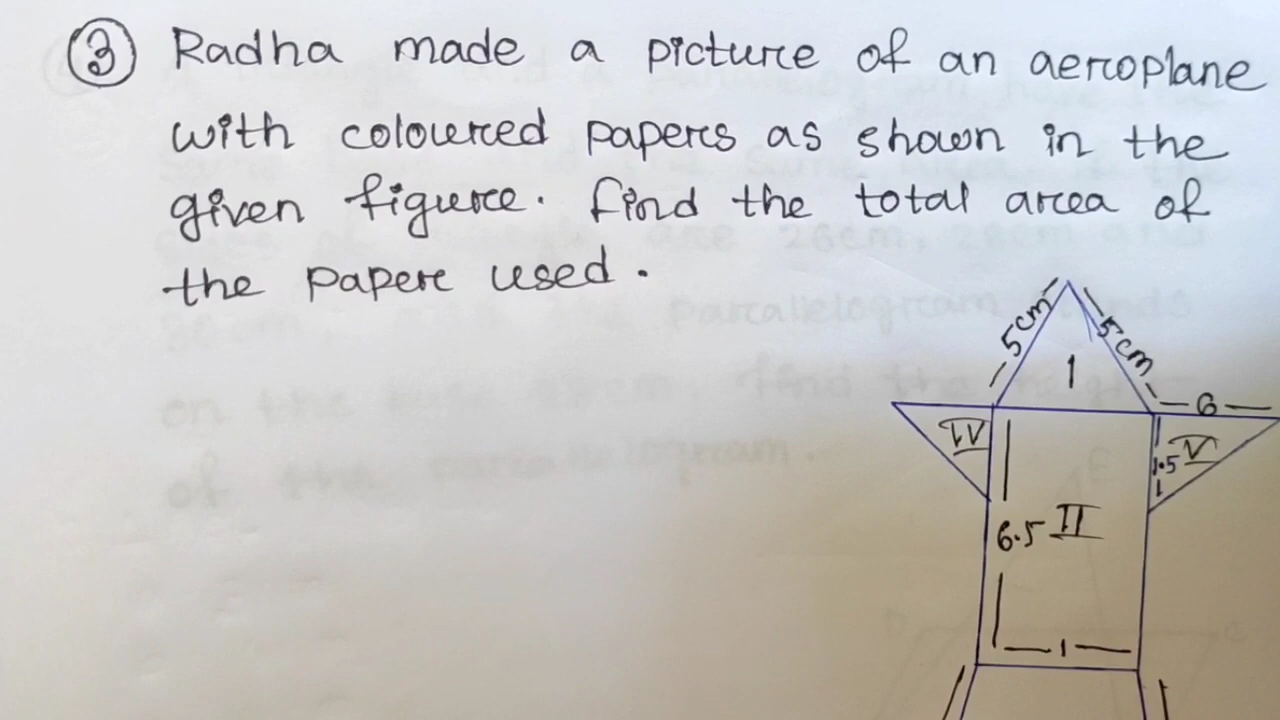 ③ Radha made a picture of an aeroplane
with coloured papers as shown in the
given figure. find the total area of
the paper used.
5cm
5cm
1
6
IV
V
1.5
6.5
II
1